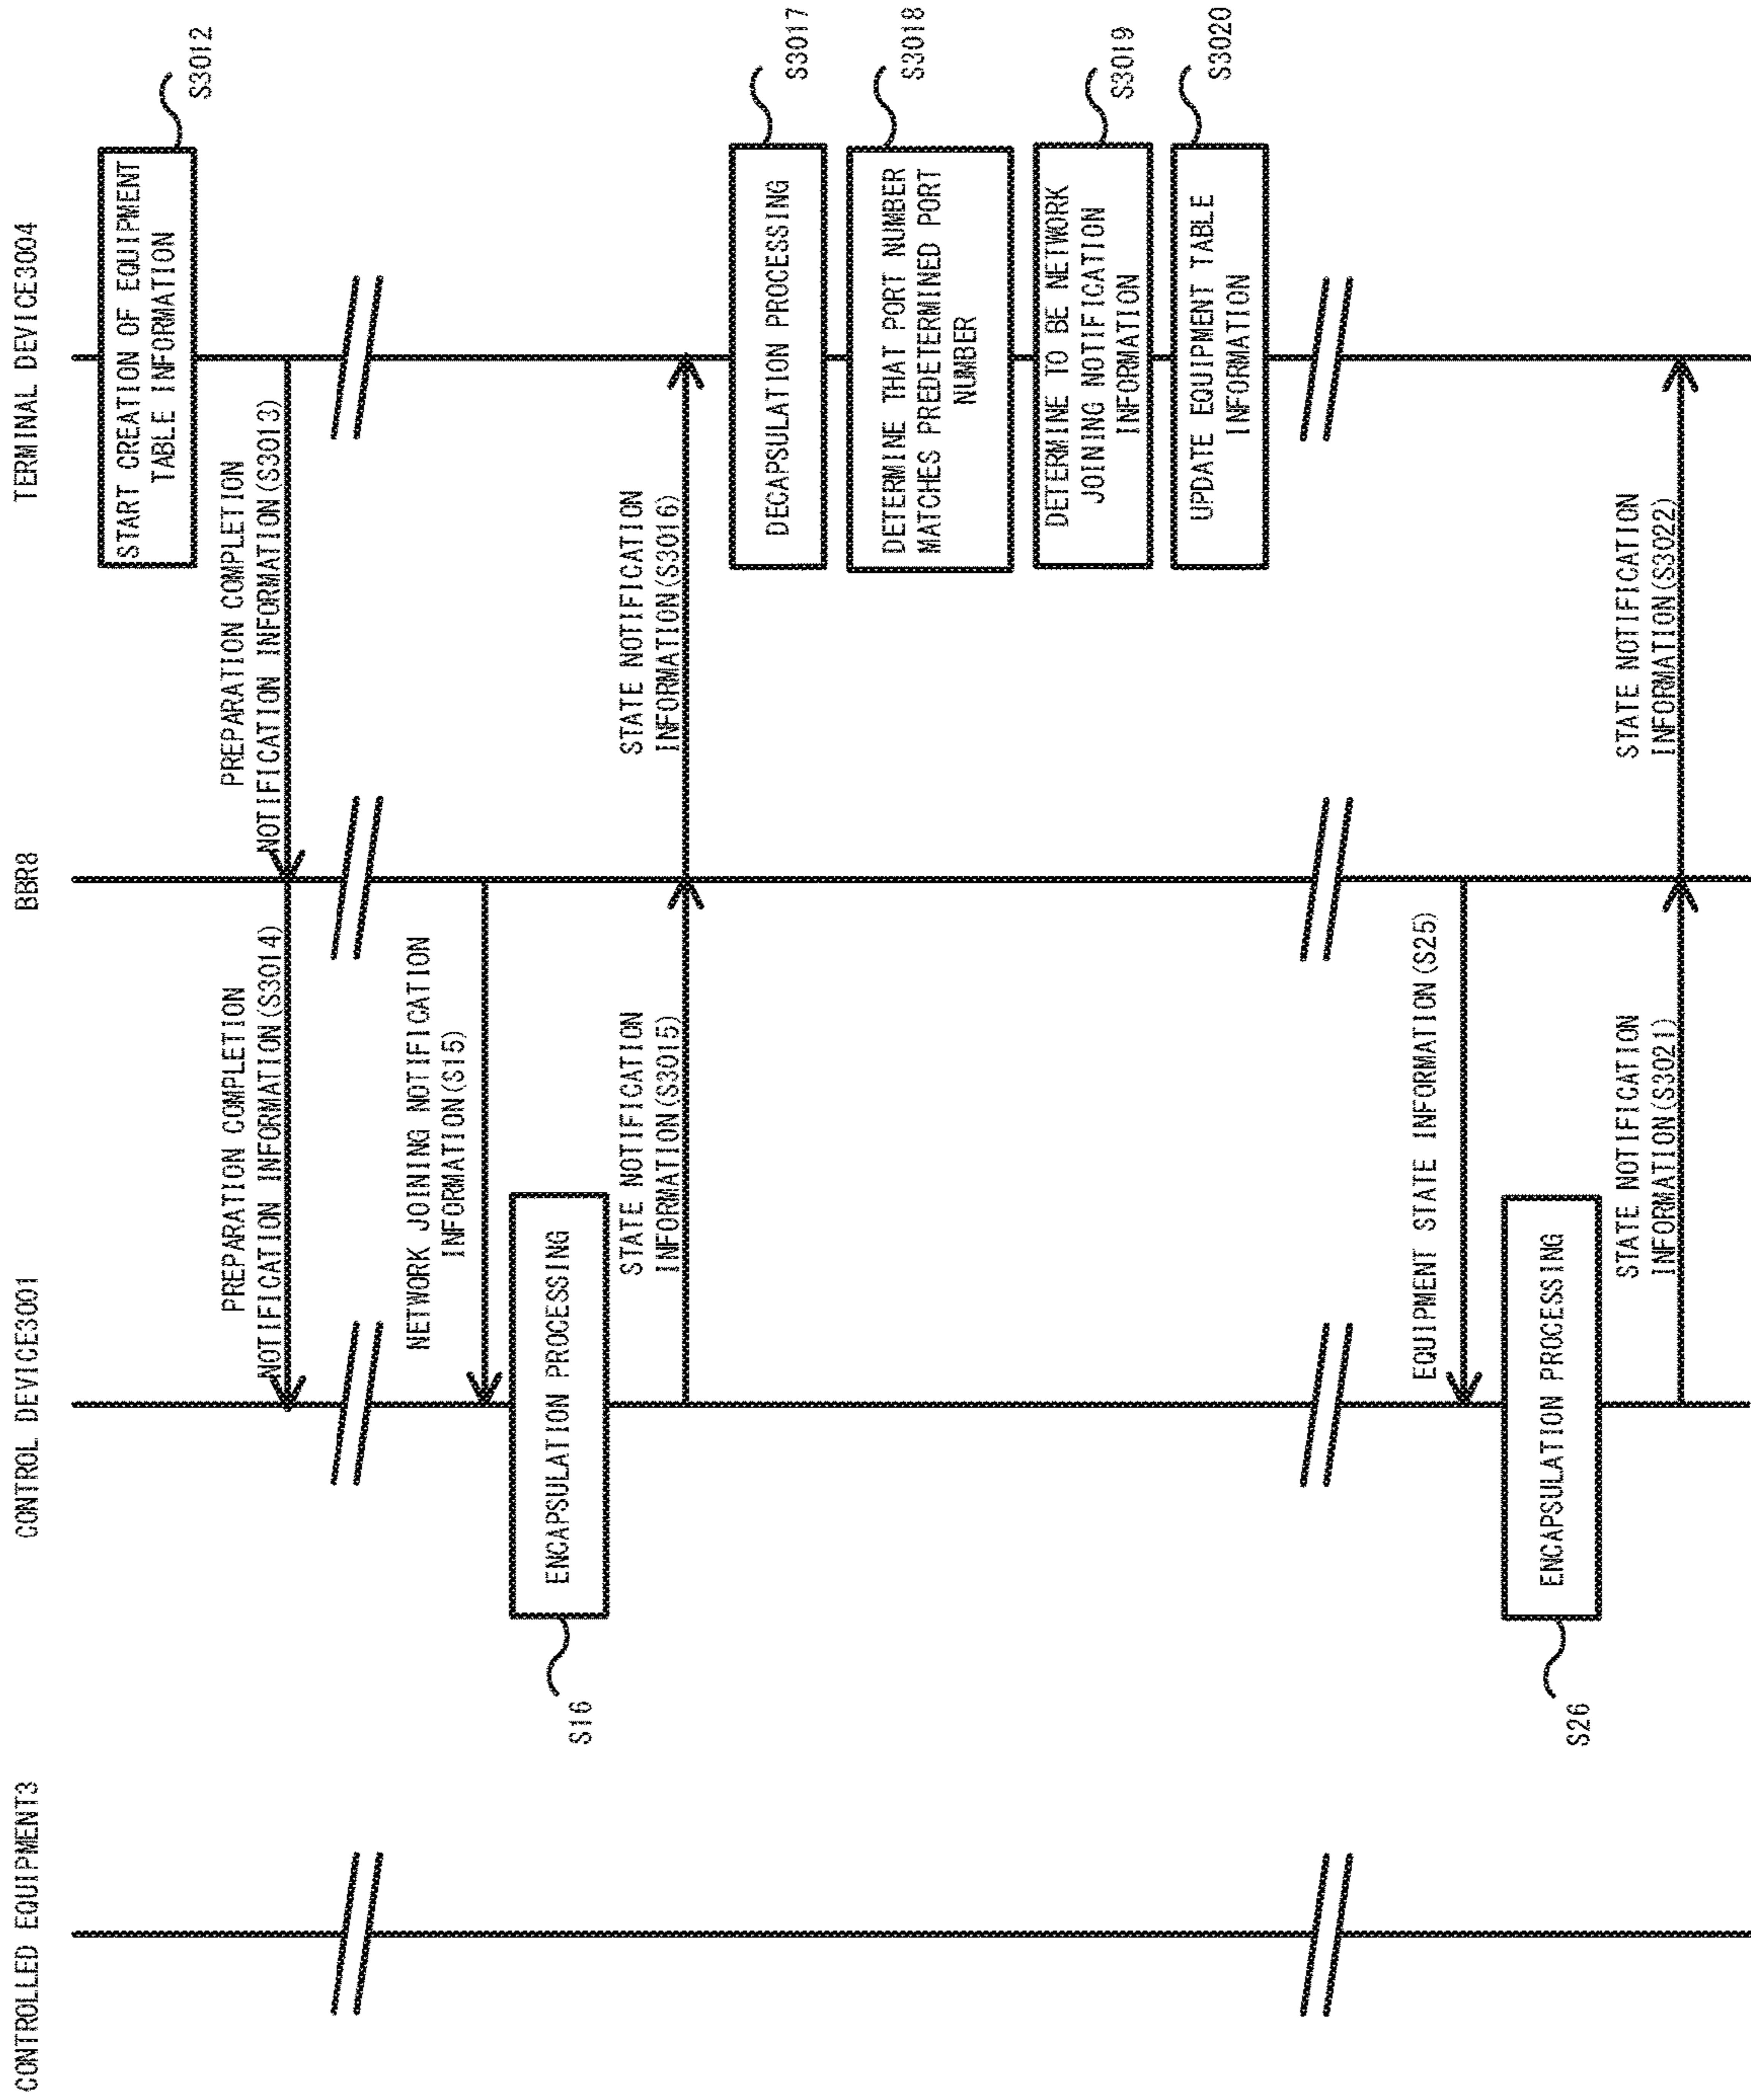 CONTROLLED EQUIPMENT3
CONTROL DEVICE3001
BBR8
TERMINAL DEVICE3004
START CREATION OF EQUIPMENT
TABLE INFORMATION
S3012
PREPARATION COMPLETION
NOTIFICATION INFORMATION(S3013)
PREPARATION COMPLETION
NOTIFICATION INFORMATION(S3014)
NETWORK JOINING NOTIFICATION
INFORMATION(S15)
ENCAPSULATION PROCESSING
S16
STATE NOTIFICATION
INFORMATION(S3015)
STATE NOTIFICATION
INFORMATION(S3016)
DECAPSULATION PROCESSING
S3017
DETERMINE THAT PORT NUMBER
MATCHES PREDETERMINED PORT
NUMBER
S3018
DETERMINE TO BE NETWORK
JOINING NOTIFICATION
INFORMATION
S3019
UPDATE EQUIPMENT TABLE
INFORMATION
S3020
EQUIPMENT STATE INFORMATION(S25)
ENCAPSULATION PROCESSING
S26
STATE NOTIFICATION
INFORMATION(S3021)
STATE NOTIFICATION
INFORMATION(S3022)